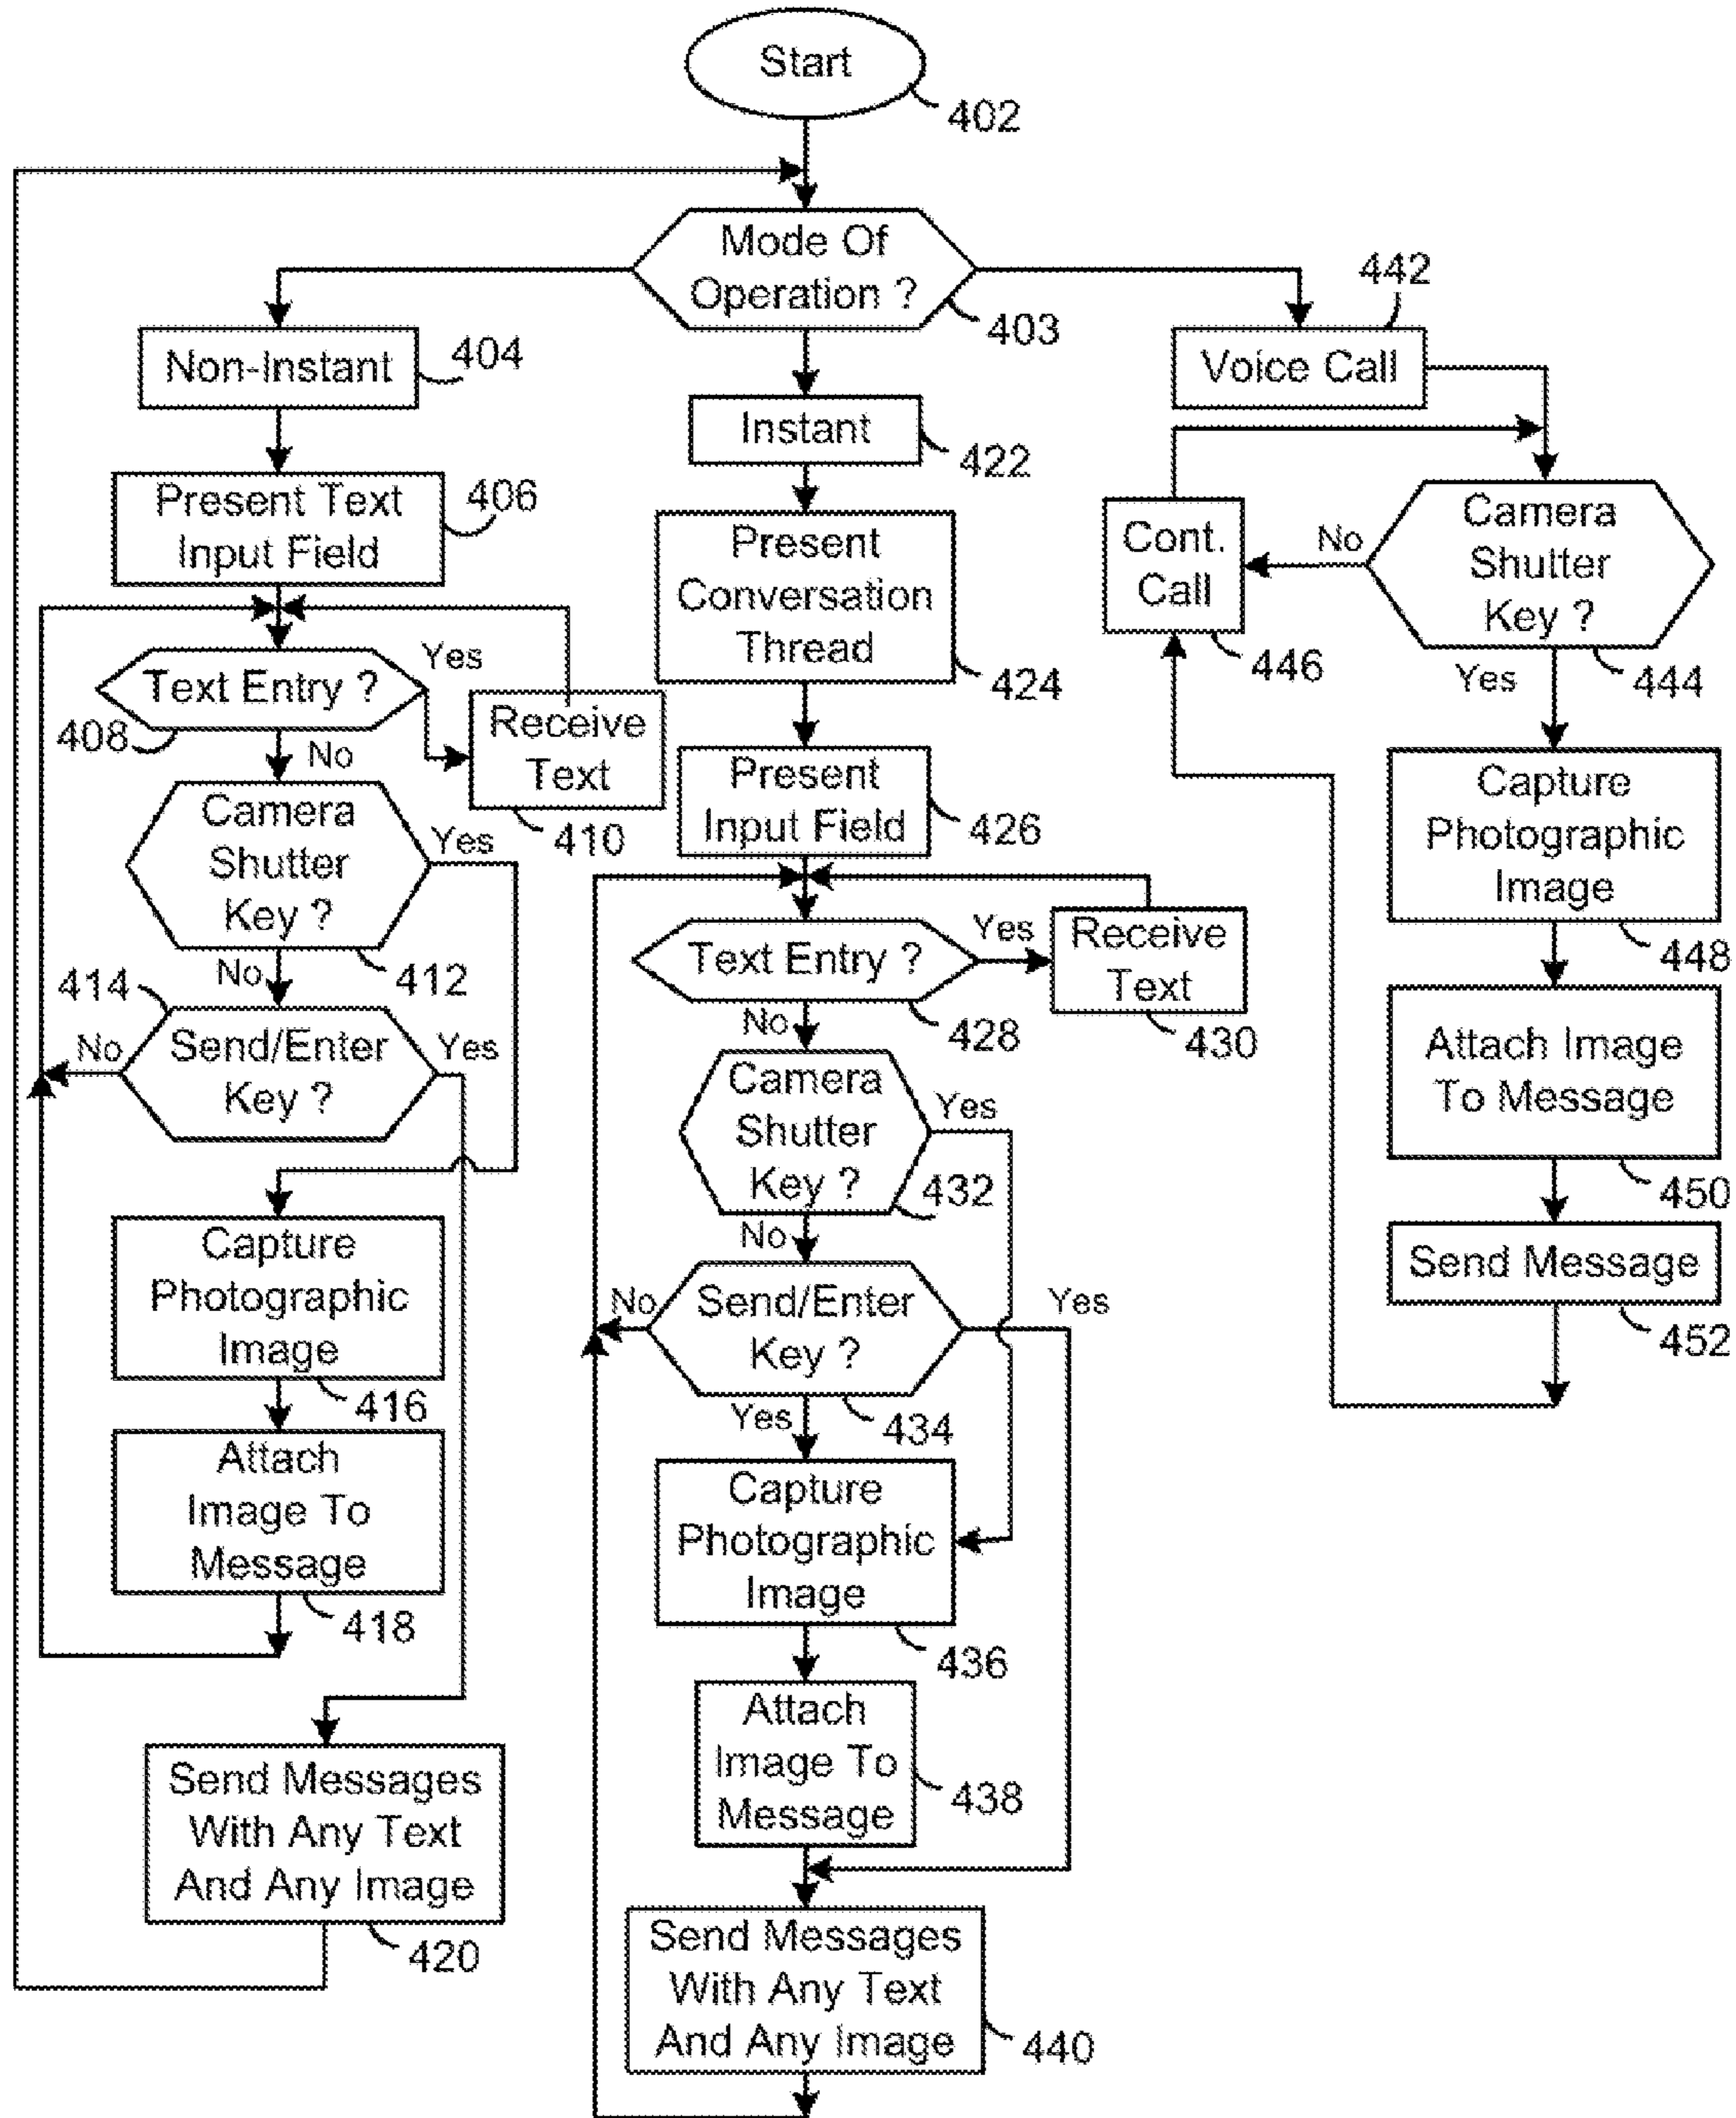 Start
402
Mode Of
Operation ?
403
Non-Instant
404
Present Text
Input Field
406
Text Entry ?
408
Yes
No
Receive
Text
410
Camera
Shutter
Key ?
412
Yes
No
414
Send/Enter
Key ?
No
Yes
Capture
Photographic
Image
416
Attach
Image To
Message
418
Send Messages
With Any Text
And Any Image
420
Instant
422
Present
Conversation
Thread
424
Present
Input Field
426
Text Entry ?
428
Yes
No
Receive
Text
430
Camera
Shutter
Key ?
432
Yes
No
Send/Enter
Key ?
434
No
Yes
Yes
Capture
Photographic
Image
436
Attach
Image To
Message
438
Send Messages
With Any Text
And Any Image
440
442
Voice Call
Camera
Shutter
Key ?
444
No
Yes
Cont.
Call
446
Capture
Photographic
Image
448
Attach Image
To Message
450
Send Message
452